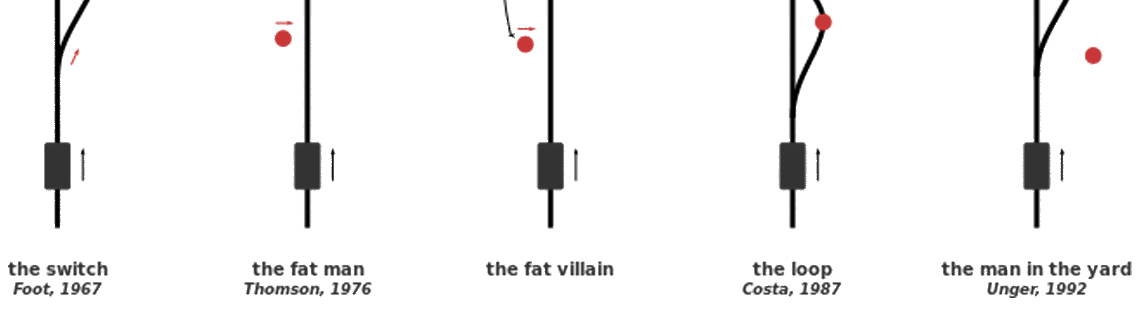 the switch
Foot, 1967
the fat man
Thomson, 1976
the fat villain
the loop
Costa, 1987
the man in the yard
Unger, 1992